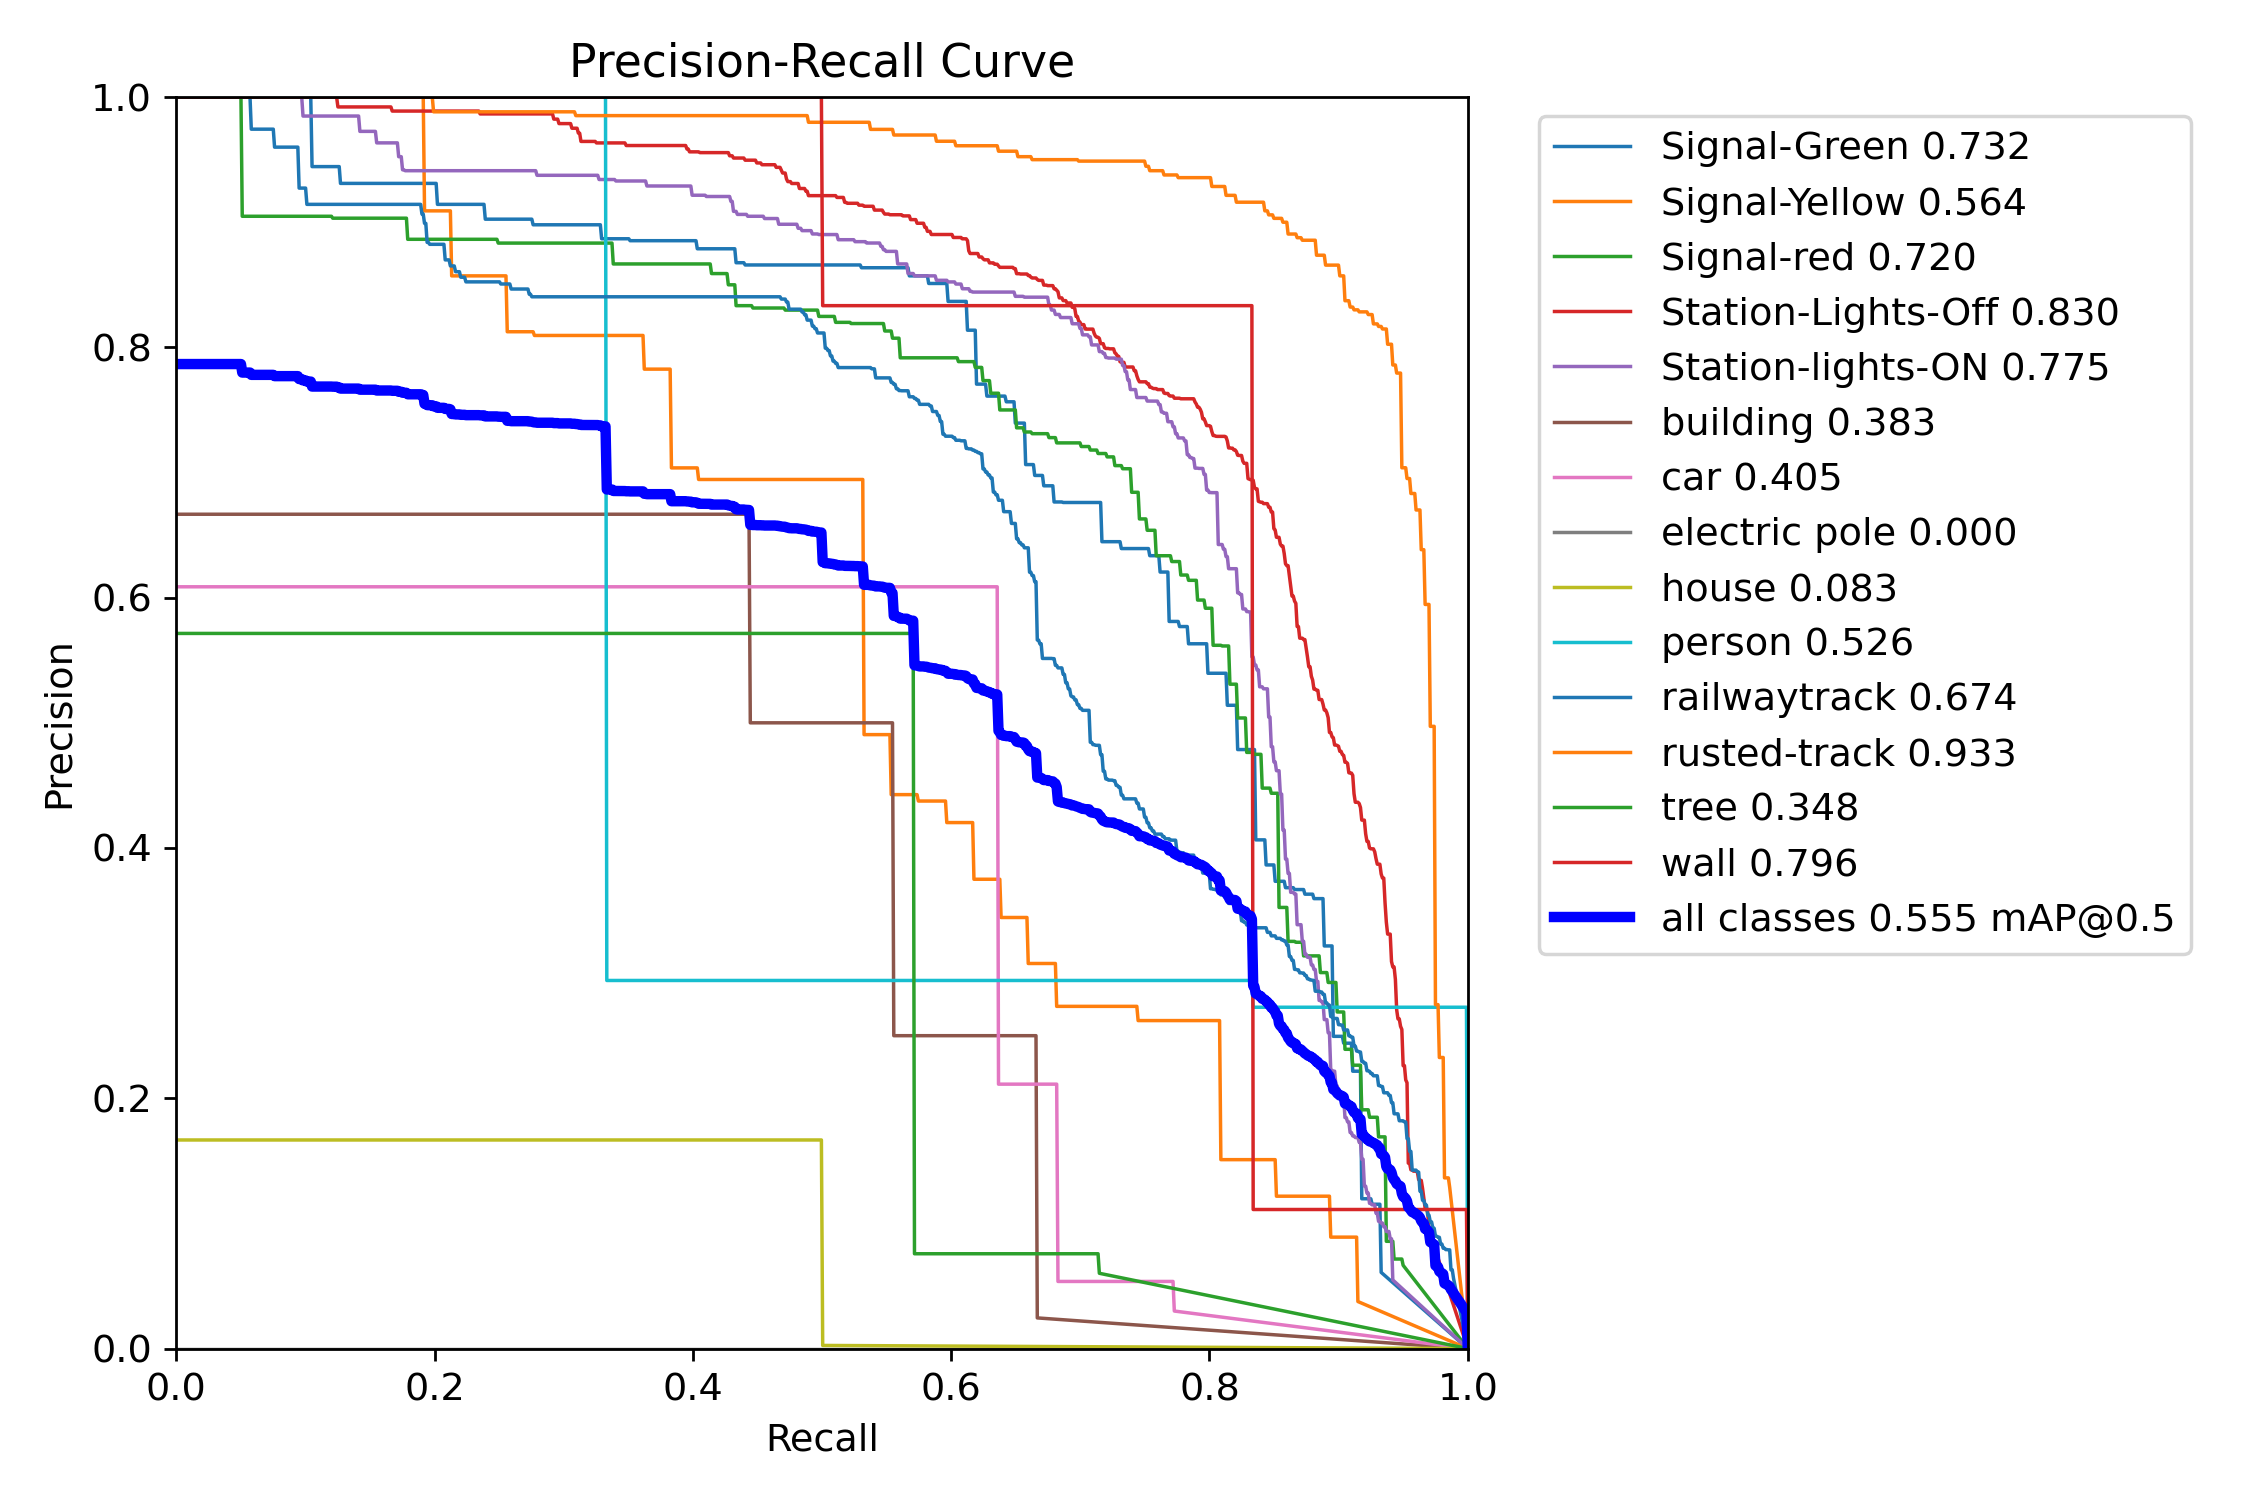 Precision-Recall Curve
1.0
0.8
0.6
0.4
0.2
0.0
Precision
0.0 0.2 0.4 0.6 0.8 1.0
Recall
Signal-Green 0.732
Signal-Yellow 0.564
Signal-red 0.720
Station-Lights-Off 0.830
Station-lights-ON 0.775
building 0.383
car 0.405
electric pole 0.000
house 0.083
person 0.526
railwaytrack 0.674
rusted-track 0.933
tree 0.348
wall 0.796
all classes 0.555 mAP@0.5